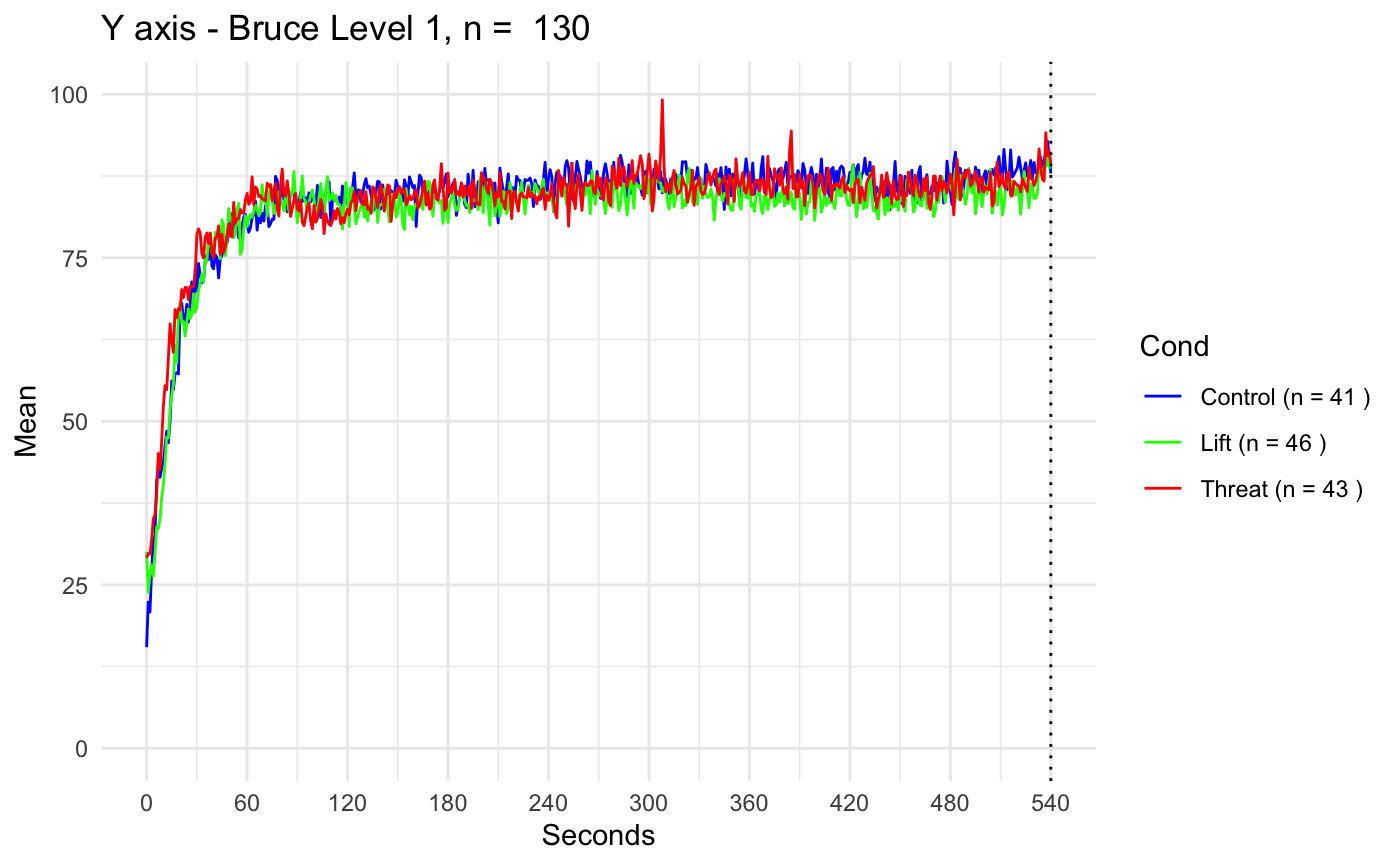 Y axis - Bruce Level 1, n =  130
100
75
50
25
0
Mean
0 60 120 180 240 300 360 420 480 540
Seconds
Cond
Control (n = 41 )
Lift (n = 46 )
Threat (n = 43 )